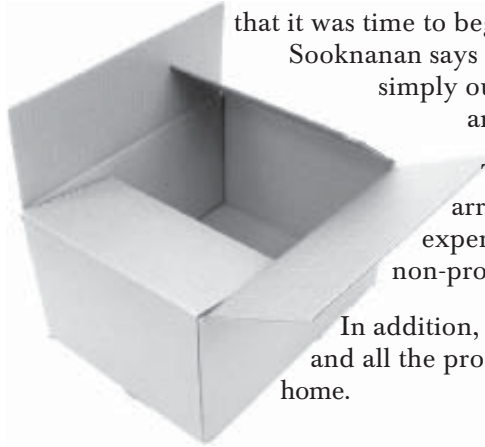 that it was time to beg
Sooknanan says
simply ou
ar
arr
exper
non-pro
In addition,
and all the pro
home.